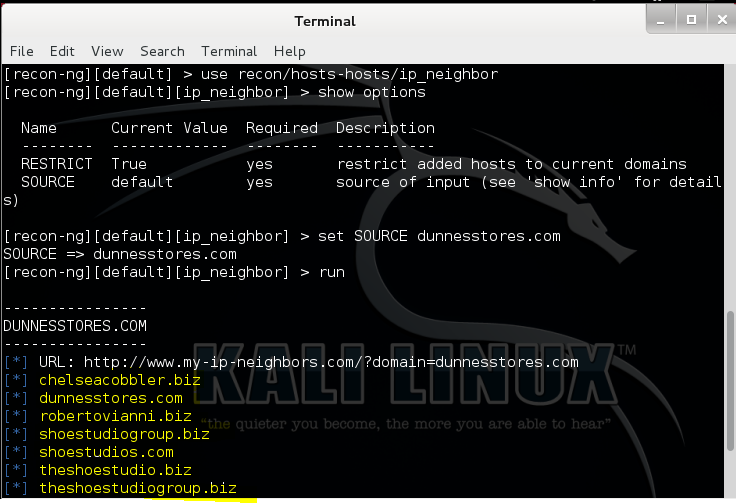 Terminal
File Edit View Search Terminal Help
[recon-ng][default] > use recon/hosts-hosts/ip_neighbor
[recon-ng][default][ip_neighbor] > show options
Name Current Value Required Description
-------- ------------- -------- -----------
RESTRICT True yes restrict added hosts to current domains
SOURCE default yes source of input (see 'show info' for detail
s)
[recon-ng][default][ip_neighbor] > set SOURCE dunnesstores.com
SOURCE => dunnesstores.com
[recon-ng][default][ip_neighbor] > run
----------------
DUNNESSTORES.COM
----------------
[*] URL: http://www.my-ip-neighbors.com/?domain=dunnesstores.com
[*] chelseacobbler.biz
[*] dunnesstores.com
[*] robertovianni.biz
[*] shoestudiogroup.biz
[*] shoestudios.com
[*] theshoestudio.biz
[*] theshoestudiogroup.biz
KALI LINUX™
“the quieter you become, the more you are able to hear”